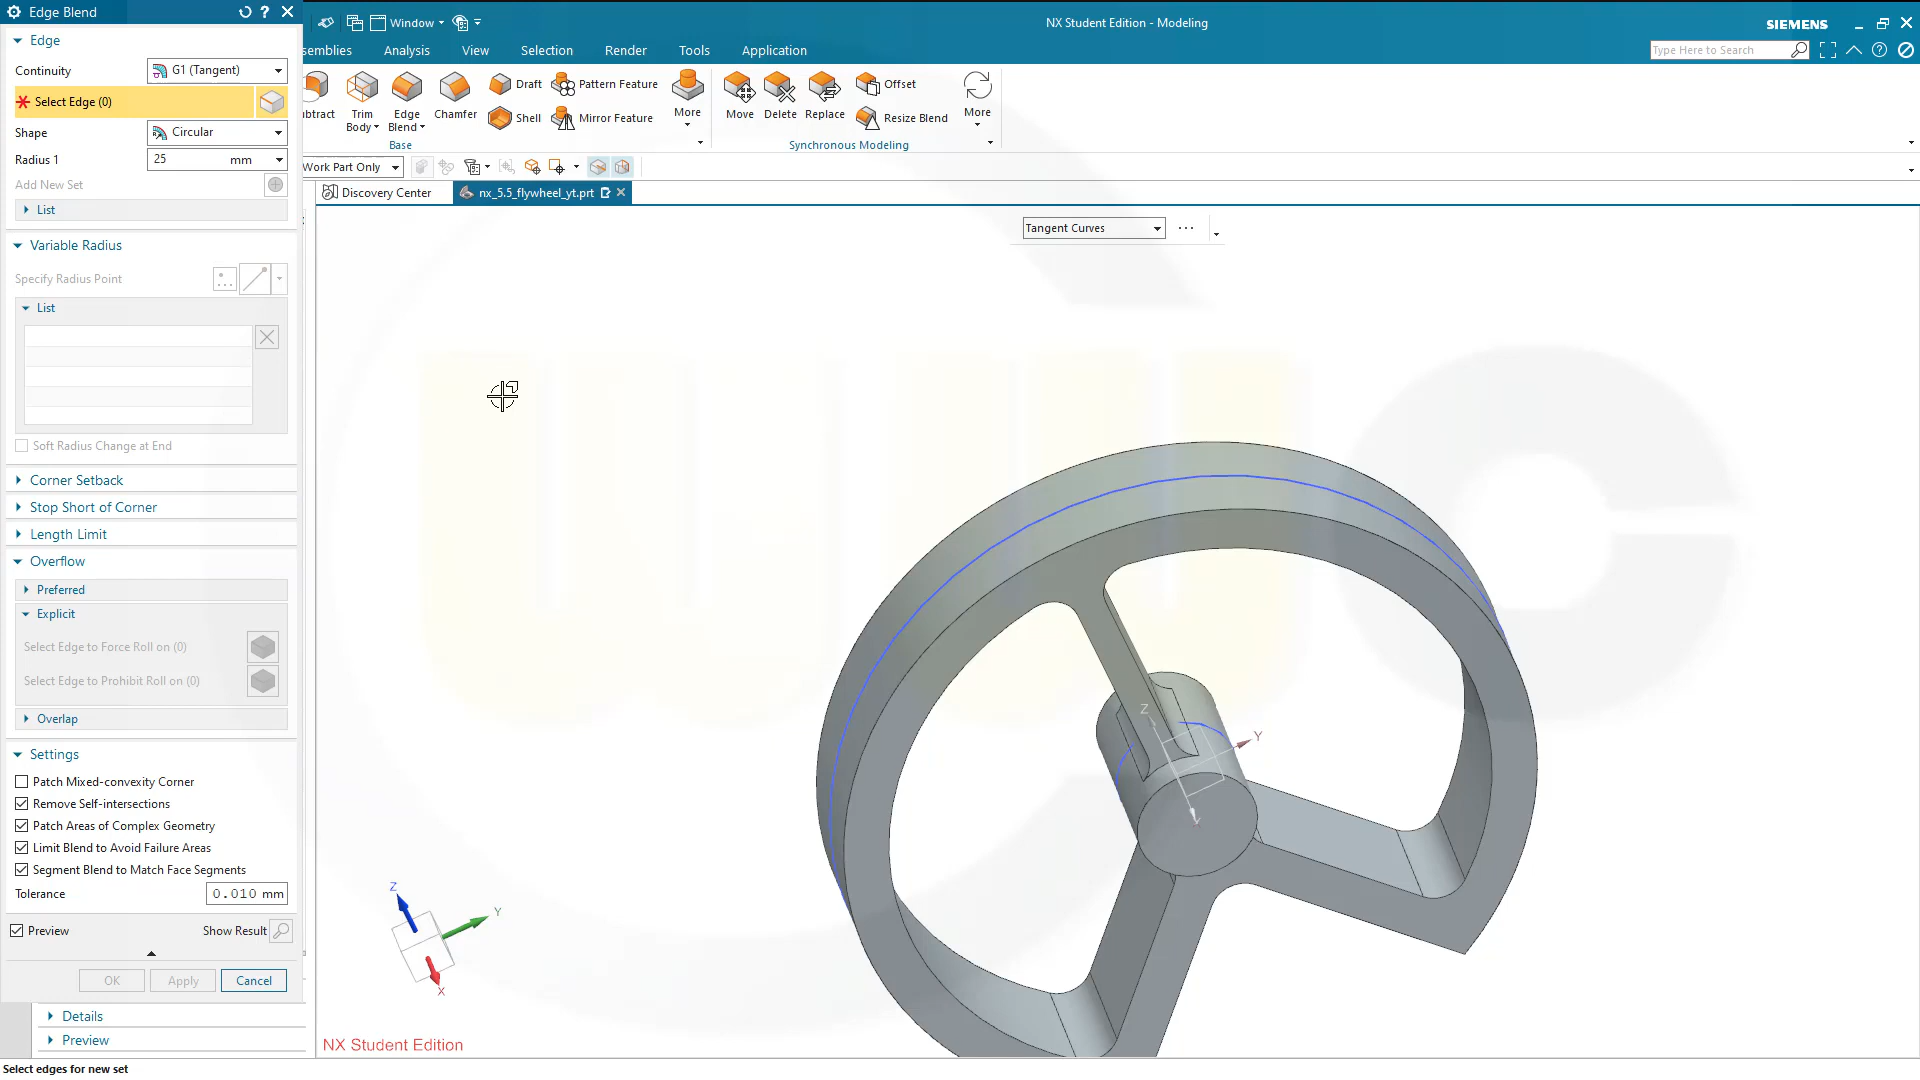 Edge Blend
Window
NX Student Edition - Modeling
SIEMENS
Edge
semblies
Analysis
View
Selection
Render
Tools
Application
Type Here to Search
Continuity
G1 (Tangent)
Select Edge (0)
Shape
Circular
Radius 1
25
mm
Add New Set
List
ubtract
Trim
Body
Edge
Blend
Chamfer
Draft
Shell
Pattern Feature
Mirror Feature
More
Base
Move
Delete
Replace
Offset
Resize Blend
More
Synchronous Modeling
Work Part Only
Discovery Center
nx_5.5_flywheel_yt.prt
Tangent Curves
Variable Radius
Specify Radius Point
List
Soft Radius Change at End
Corner Setback
Stop Short of Corner
Length Limit
Overflow
Preferred
Explicit
Select Edge to Force Roll on (0)
Select Edge to Prohibit Roll on (0)
Overlap
Settings
Patch Mixed-convexity Corner
Remove Self-intersections
Patch Areas of Complex Geometry
Limit Blend to Avoid Failure Areas
Segment Blend to Match Face Segments
Tolerance
0.010 mm
Preview
Show Result
OK
Apply
Cancel
Details
Preview
Z
Y
Z
Y
X
NX Student Edition
Select edges for new set